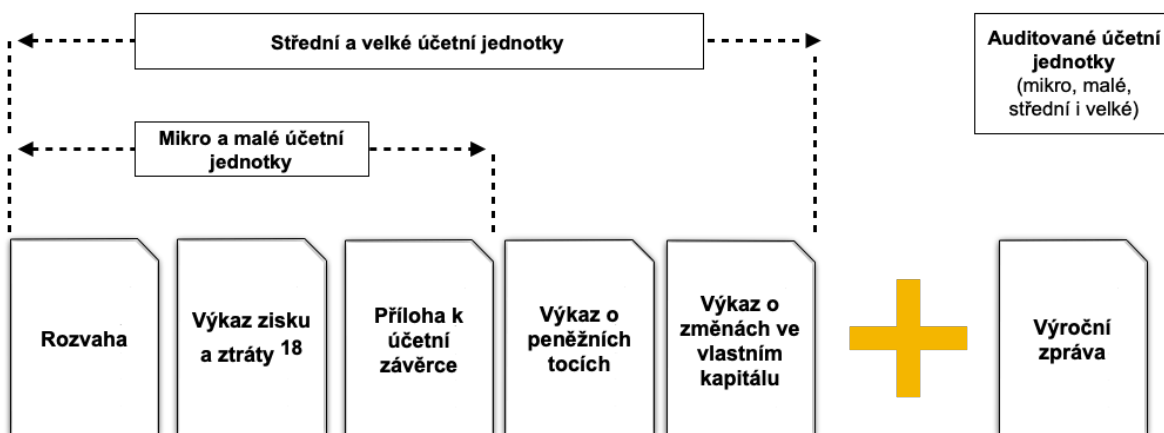 Střední a velké účetní jednotky
Auditované účetní
jednotky
(mikro, malé,
střední i velké)
Mikro a malé účetní
jednotky
Rozvaha
Výkaz zisku
a ztráty 18
Příloha k
účetní
závěrce
Výkaz o
peněžních
tocích
Výkaz o
změnách ve
vlastním
kapitálu
Výroční
zpráva